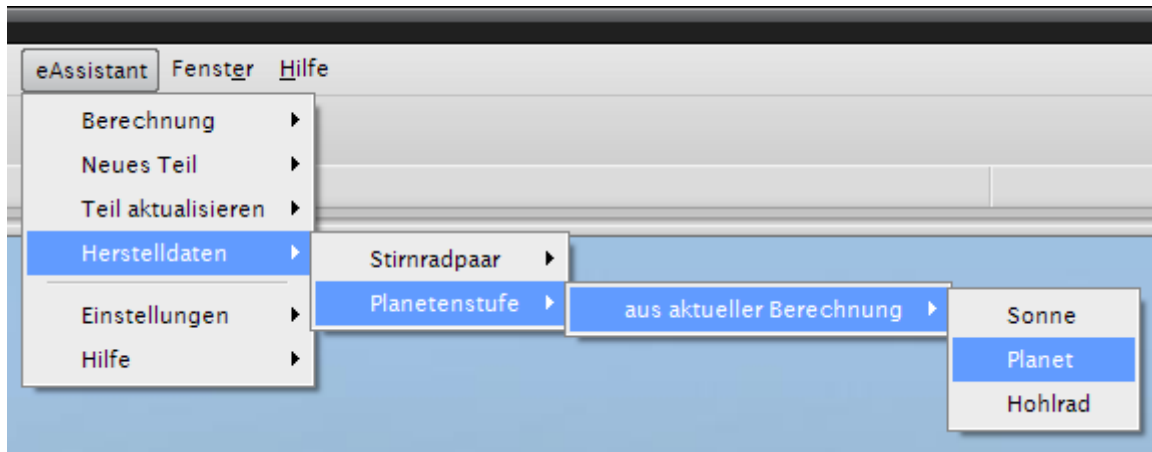 eAssistant Fenster Hilfe
Berechnung
Neues Teil
Teil aktualisieren
Herstelldaten
Einstellungen
Hilfe
Stirnradpaar
Planetenstufe
aus aktueller Berechnung
Sonne
Planet
Hohlrad